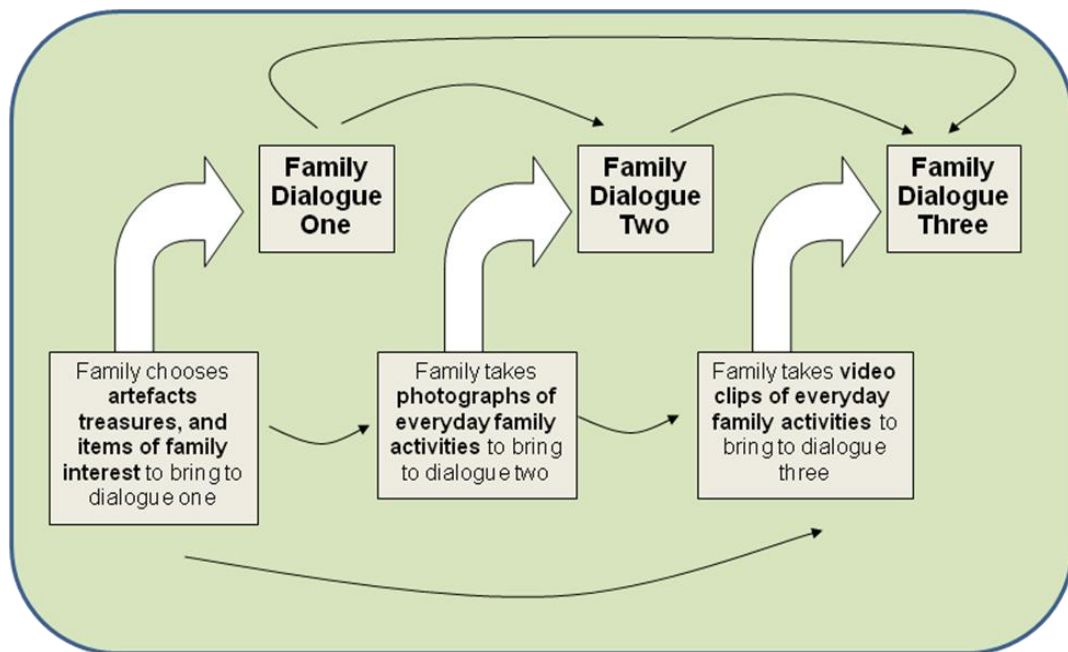 Family
Dialogue
One
Family
Dialogue
Two
Family
Dialogue
Three
Family chooses
artefacts
treasures, and
items of family
interest to bring to
dialogue one
Family takes
photographs of
everyday family
activities to bring
to dialogue two
Family takes video
clips of everyday
family activities to
bring to dialogue
three